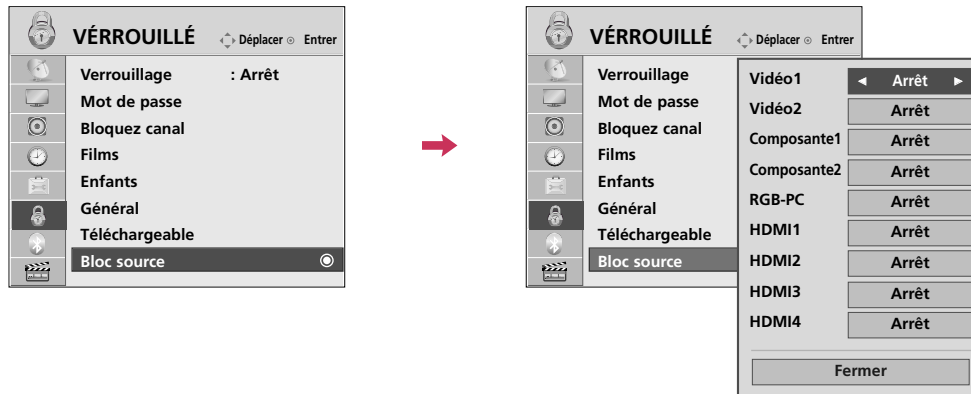 VÉRROUILLÉ Déplacer Entrer
Verrouillage : Arrêt
Mot de passe
Bloquez canal
Films
Enfants
Général
Téléchargeable
Bloc source
VÉRROUILLÉ Déplacer Entrer
Verrouillage
Mot de passe
Bloquez canal
Films
Enfants
Général
Téléchargeable
Bloc source
Vidéo1 ◄ Arrêt ►
Vidéo2 Arrêt
Composante1 Arrêt
Composante2 Arrêt
RGB-PC Arrêt
HDMI1 Arrêt
HDMI2 Arrêt
HDMI3 Arrêt
HDMI4 Arrêt
Fermer